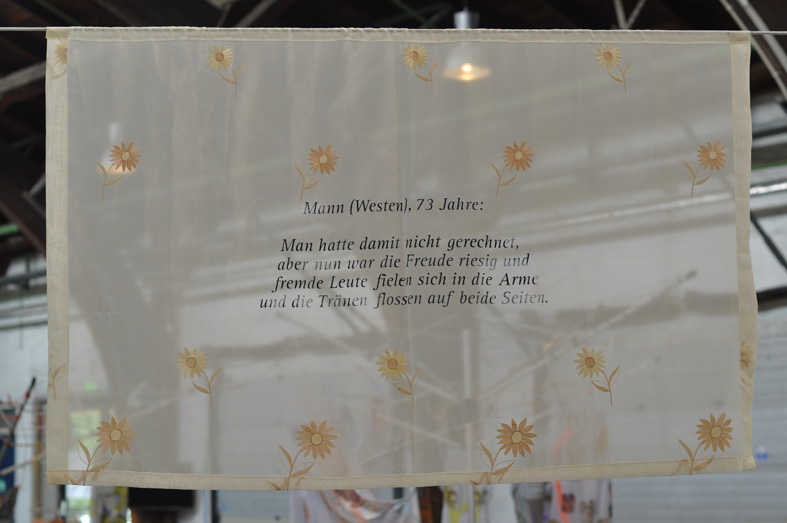 Mann (Westen), 73 Jahre:
Man hatte damit nicht gerechnet,
aber nun war die Freude riesig und
fremde Leute fielen sich in die Arme
und die Tränen flossen auf beide Seiten.